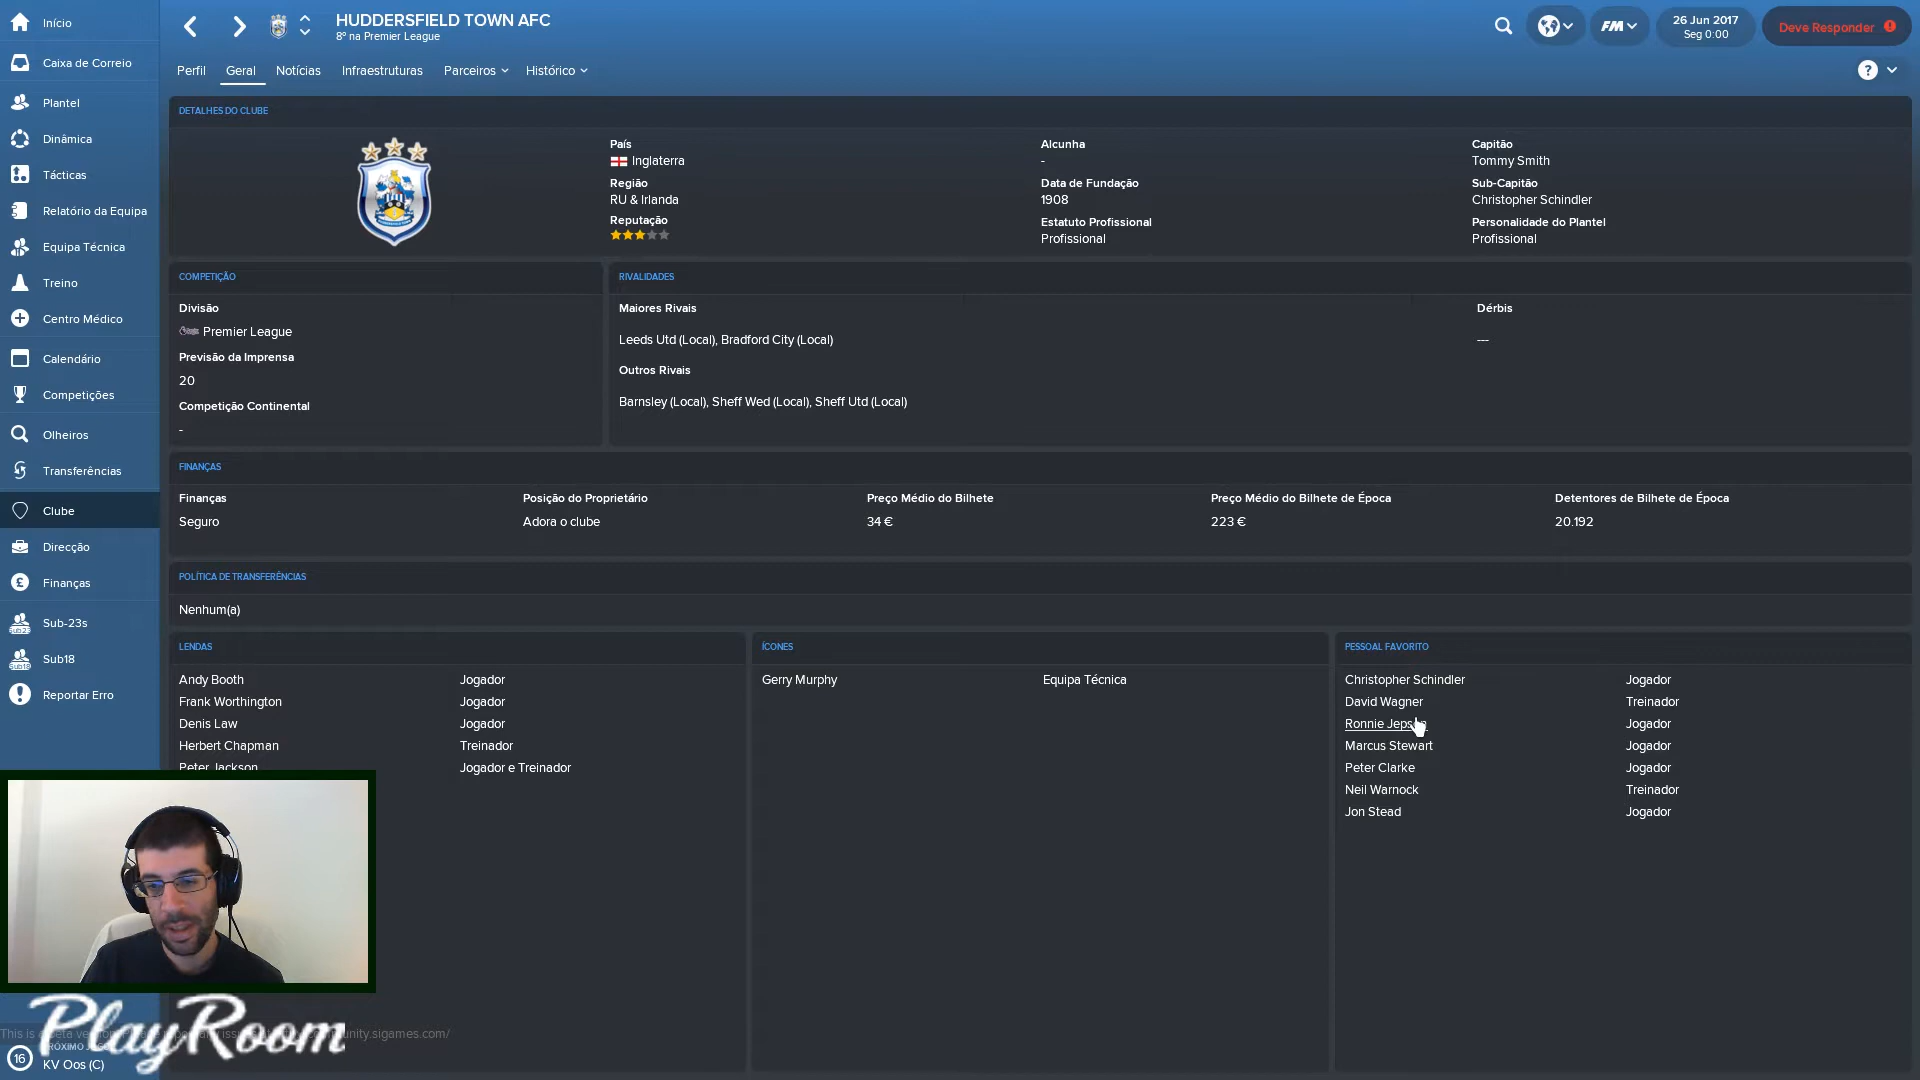 Início
Caixa de Correio
Plantel
Dinâmica
Tácticas
Relatório da Equipa
Equipa Técnica
Treino
Centro Médico
Calendário
Competições
Olheiros
Transferências
Clube
Direcção
Finanças
Sub-23s
Sub18
Reportar Erro
HUDDERSFIELD TOWN AFC
8º na Premier League
FM
26 Jun 2017
Seg 0:00
Deve Responder
Perfil Geral Notícias Infraestruturas Parceiros Histórico
DETALHES DO CLUBE
País
Inglaterra
Região
RU & Irlanda
Reputação
Alcunha
-
Data de Fundação
1908
Estatuto Profissional
Profissional
Capitão
Tommy Smith
Sub-Capitão
Christopher Schindler
Personalidade do Plantel
Profissional
COMPETIÇÃO
Divisão
Premier League
Previsão da Imprensa
20
Competição Continental
-
RIVALIDADES
Maiores Rivais
Leeds Utd (Local), Bradford City (Local)
Outros Rivais
Barnsley (Local), Sheff Wed (Local), Sheff Utd (Local)
Dérbis
---
FINANÇAS
Finanças
Seguro
Posição do Proprietário
Adora o clube
Preço Médio do Bilhete
34 €
Preço Médio do Bilhete de Época
223 €
Detentores de Bilhete de Época
20.192
POLÍTICA DE TRANSFERÊNCIAS
Nenhum(a)
LENDAS
Andy Booth Jogador
Frank Worthington Jogador
Denis Law Jogador
Herbert Chapman Treinador
Peter Jackson Jogador e Treinador
ÍCONES
Gerry Murphy Equipa Técnica
PESSOAL FAVORITO
Christopher Schindler Jogador
David Wagner Treinador
Ronnie Jepson Jogador
Marcus Stewart Jogador
Peter Clarke Jogador
Neil Warnock Treinador
Jon Stead Jogador
PlayRoom
This is
16
KV Oos (C)